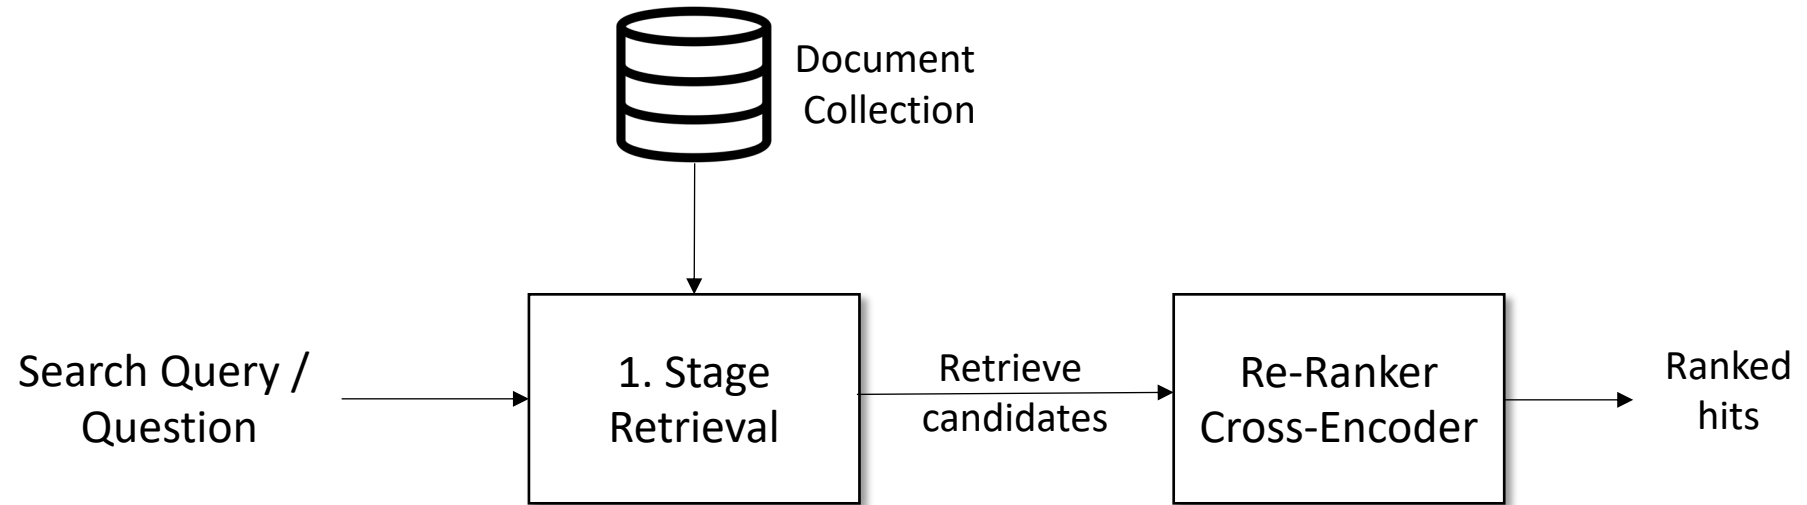 Document
Collection
Search Query /
Question
1. Stage
Retrieval
Retrieve
candidates
Re-Ranker
Cross-Encoder
Ranked
hits